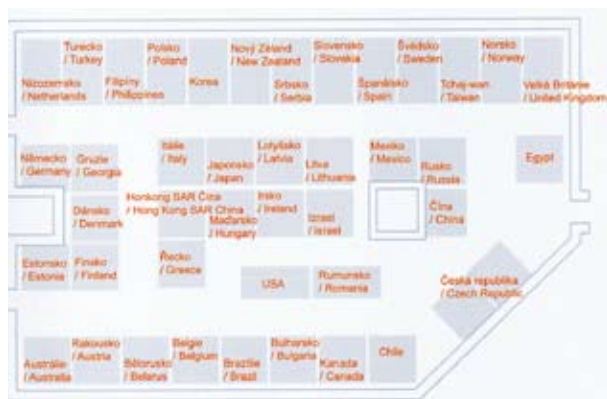 Turecko
/ Turkey
Polsko
/ Poland
Nový Zéland
/ New Zealand
Slovensko
/ Slovakia
Švédsko
/ Sweden
Norsko
/ Norway
Nizozemsko
/ Netherlands
Filipíny
/ Philippines
Korea
Srbsko
/ Serbia
Španělsko
/ Spain
Tchaj-wan
/ Taiwan
Velká Británie
/ United Kingdom
Německo
/ Germany
Gruzie
/ Georgia
Itálie
/ Italy
Japonsko
/ Japan
Lotyšsko
/ Latvia
Litva
/ Lithuania
Mexiko
/ Mexico
Rusko
/ Russia
Egypt
Dánsko
/ Denmark
Honkong SAR Čína
/ Hong Kong SAR China
Maďarsko
/ Hungary
Irsko
/ Ireland
Izrael
/ Israel
Čína
/ China
Estonsko
/ Estonia
Finsko
/ Finland
Řecko
/ Greece
USA
Rumunsko
/ Romania
Česká republika
/ Czech Republic
Austrálie
/ Australia
Rakousko
/ Austria
Bělorusko
/ Belarus
Belgie
/ Belgium
Brazílie
/ Brazil
Bulharsko
/ Bulgaria
Kanada
/ Canada
Chile